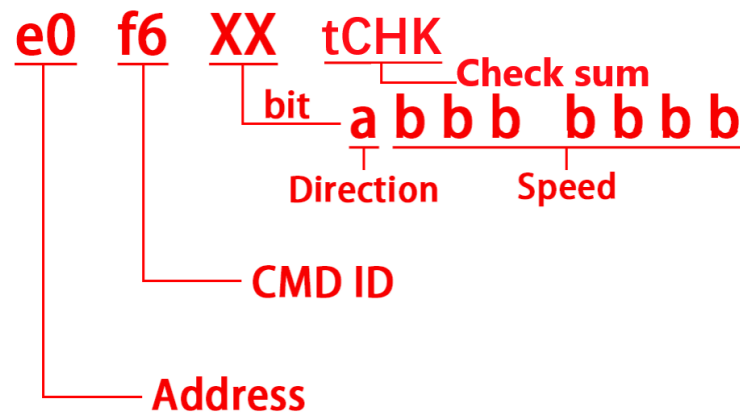 e0 f6 XX tCHK
Check sum
bit a b b b b b b b
Direction Speed
CMD ID
Address